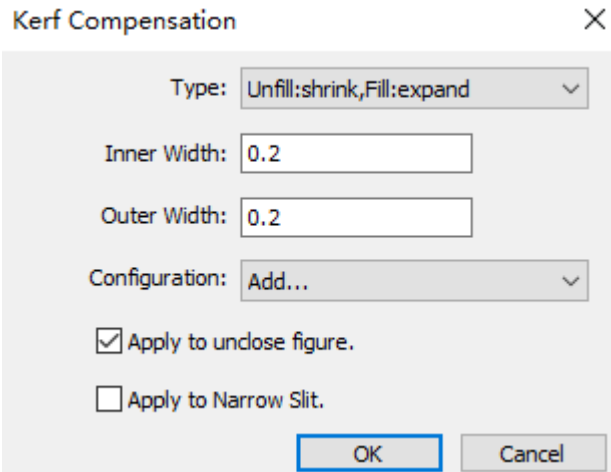 Kerf Compensation
Type: Unfill:shrink,Fill:expand
Inner Width: 0.2
Outer Width: 0.2
Configuration: Add...
Apply to unclose figure.
Apply to Narrow Slit.
OK Cancel